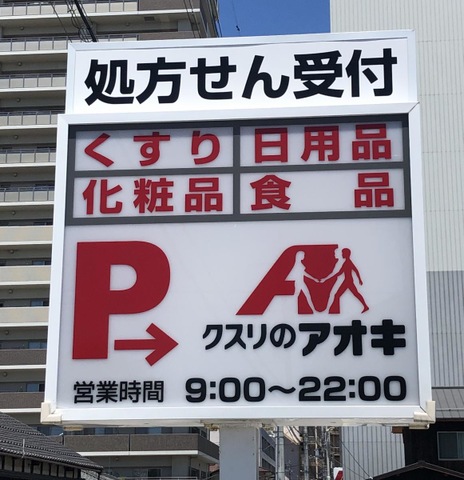 処方せん受付
くすり 日用品
化粧品 食品
P→
クスリのアオキ
営業時間 9:00～22:00